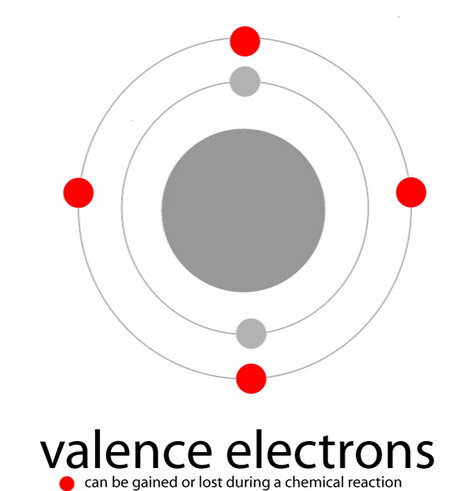 valence electrons
can be gained or lost during a chemical reaction